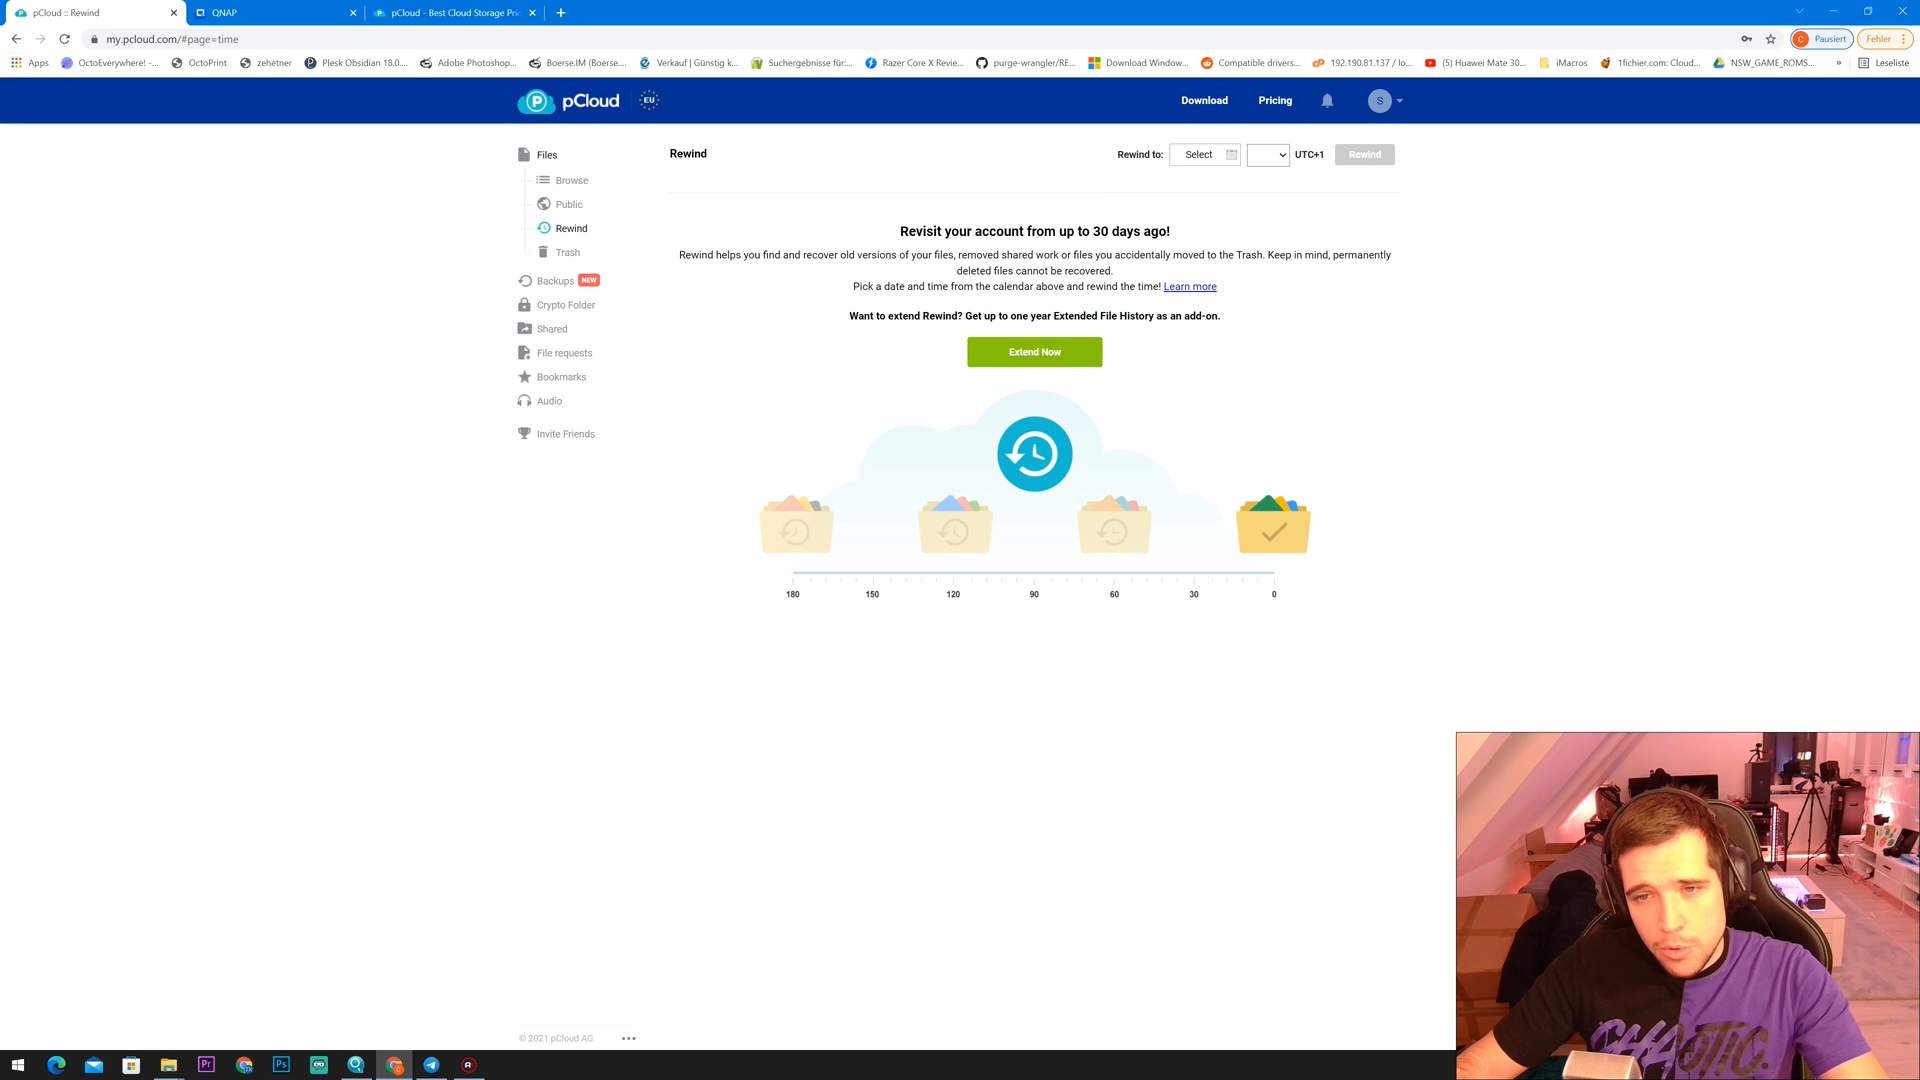 pCloud :: Rewind
QNAP
pCloud - Best Cloud Storage Pric
my.pcloud.com/#page=time
Pausiert
Fehler
Apps
OctoEverywhere! -...
OctoPrint
zehetner
Plesk Obsidian 18.0....
Adobe Photoshop...
Boerse.IM (Boerse....
Verkauf | Günstig k...
Suchergebnisse für:...
Razer Core X Revie...
purge-wrangler/RE...
Download Window...
Compatible drivers...
192.190.81.137 / lo...
(5) Huawei Mate 30...
iMacros
1fichier.com: Cloud...
NSW_GAME_ROMS...
»
Leseliste
P pCloud EU
Download
Pricing
S
Files
Browse
Public
Rewind
Trash
Backups NEW
Crypto Folder
Shared
File requests
Bookmarks
Audio
Invite Friends
Rewind
Rewind to: Select UTC+1 Rewind
Revisit your account from up to 30 days ago!
Rewind helps you find and recover old versions of your files, removed shared work or files you accidentally moved to the Trash. Keep in mind, permanently
deleted files cannot be recovered.
Pick a date and time from the calendar above and rewind the time! Learn more
Want to extend Rewind? Get up to one year Extended File History as an add-on.
Extend Now
180 150 120 90 60 30 0
© 2021 pCloud AG
Pr
Ps
CHAOTIC.